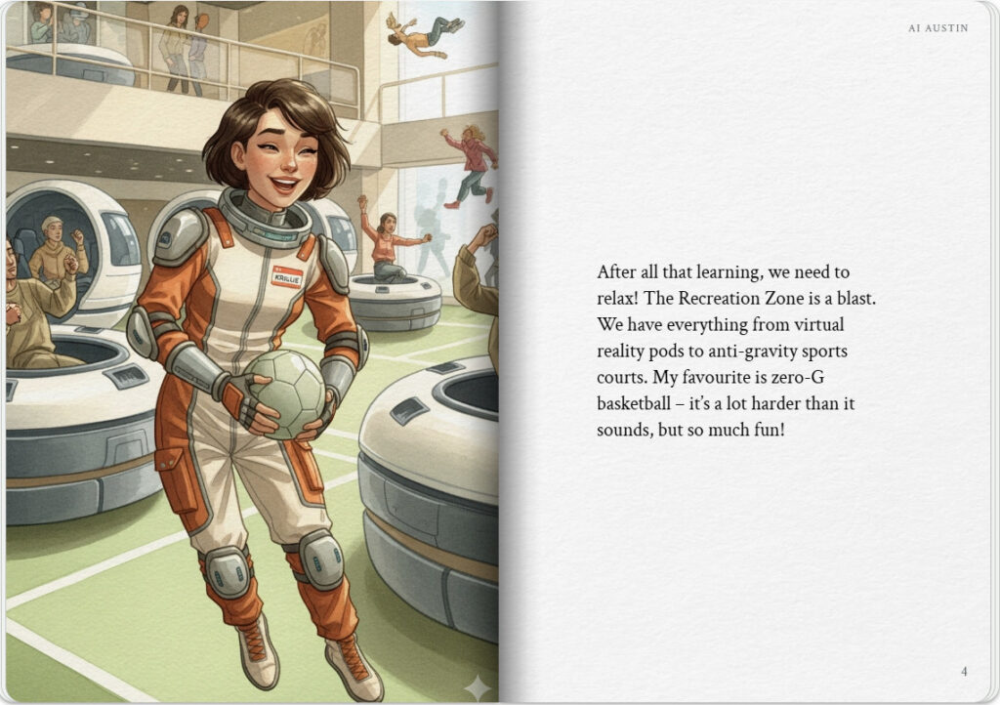 KRILLIE
AI AUSTIN
After all that learning, we need to
relax! The Recreation Zone is a blast.
We have everything from virtual
reality pods to anti-gravity sports
courts. My favourite is zero-G
basketball – it’s a lot harder than it
sounds, but so much fun!
4